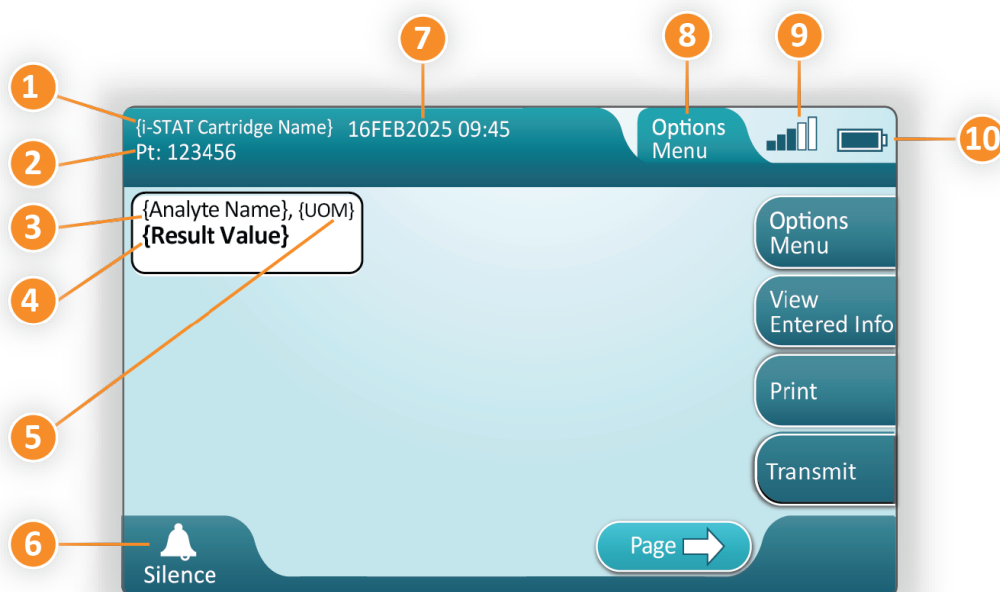 7
8
9
1
{i-STAT Cartridge Name} 16FEB2025 09:45
Options
Menu
10
2
Pt: 123456
3
{Analyte Name}, {UOM}
{Result Value}
4
Options
Menu
View
Entered Info
Print
5
Transmit
6
Silence
Page